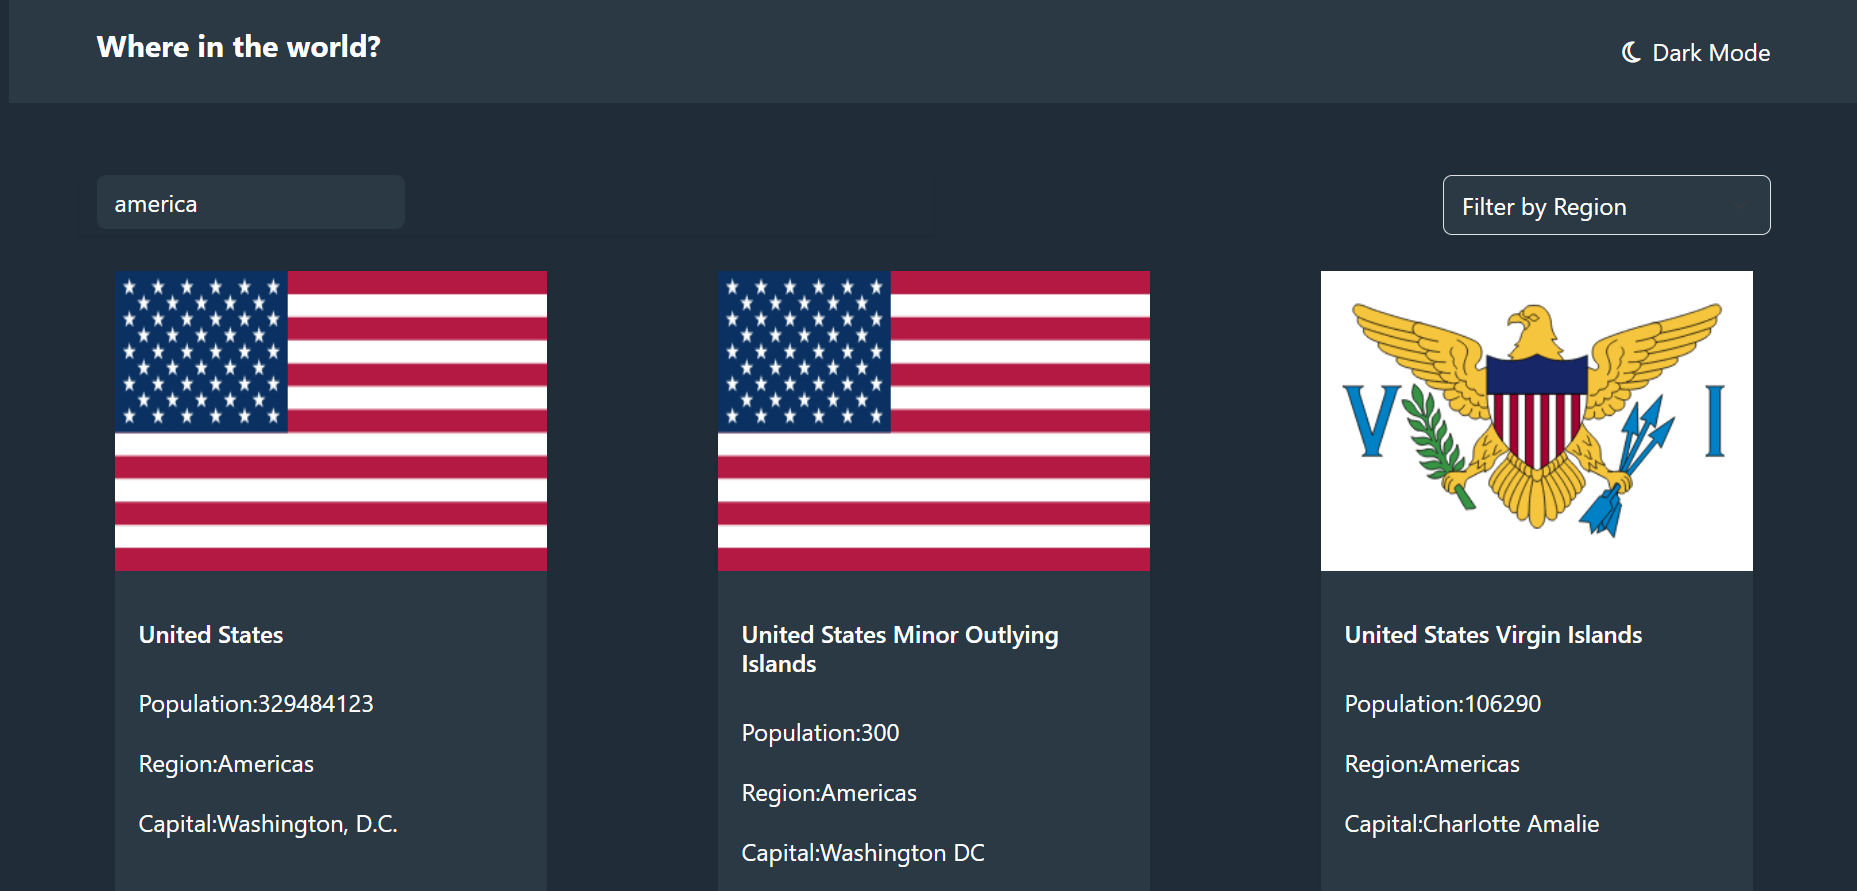 Where in the world?
Dark Mode
america
Filter by Region
V I
United States
Population:329484123
Region:Americas
Capital:Washington, D.C.
United States Minor Outlying
Islands
Population:300
Region:Americas
Capital:Washington DC
United States Virgin Islands
Population:106290
Region:Americas
Capital:Charlotte Amalie